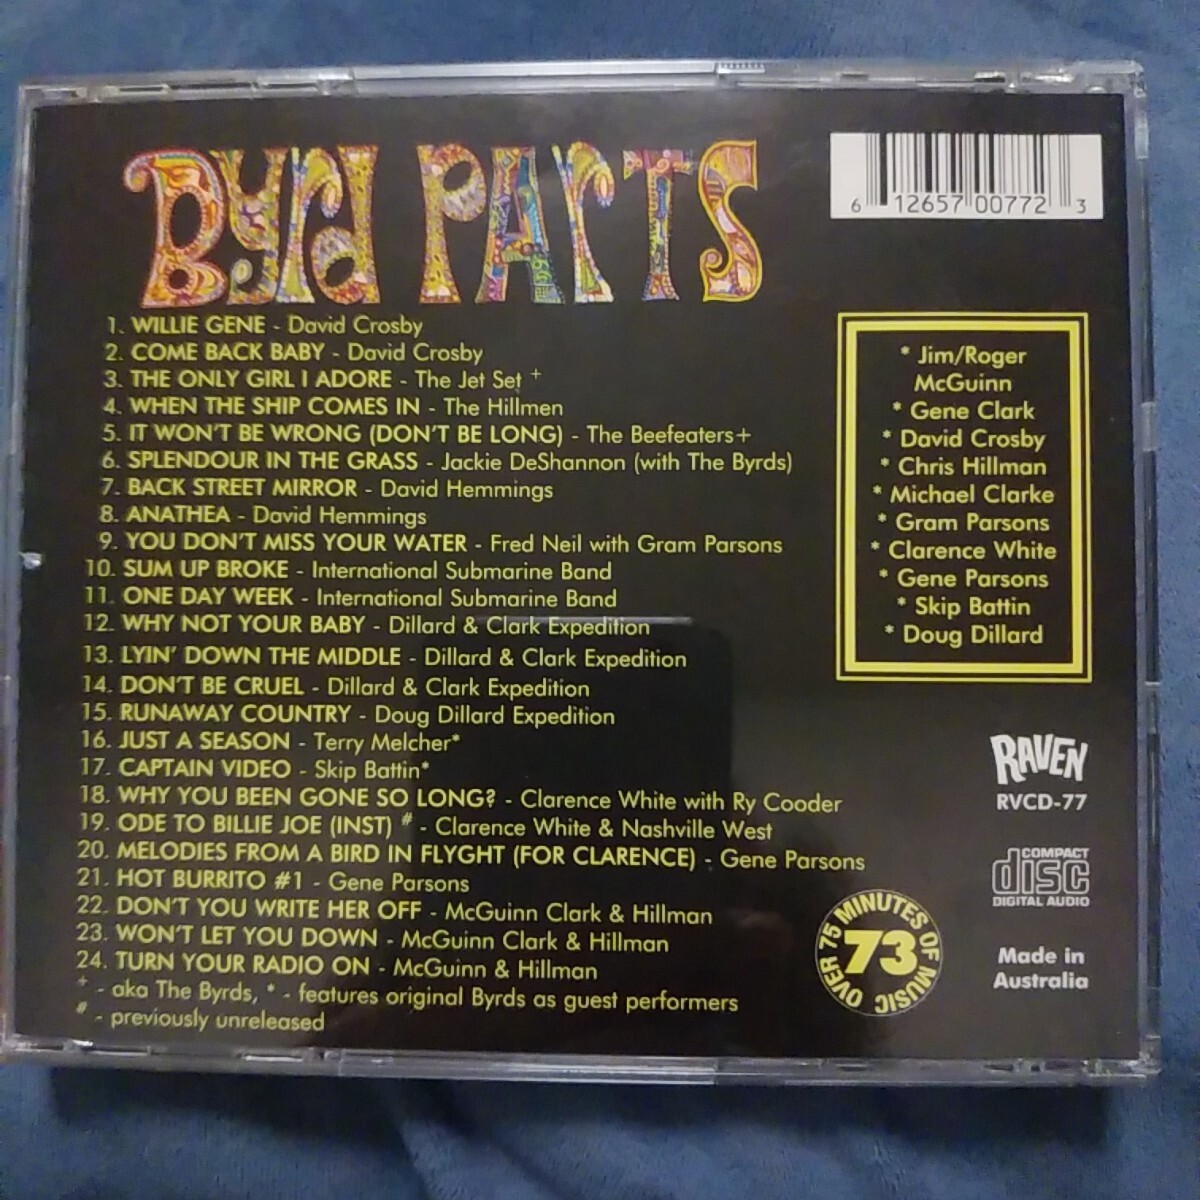 Byrd PArTS
6 12657 00772 3
1. WILLIE GENE - David Crosby
2. COME BACK BABY - David Crosby
3. THE ONLY GIRL I ADORE - The Jet Set +
4. WHEN THE SHIP COMES IN - The Hillmen
5. IT WON'T BE WRONG (DON'T BE LONG) - The Beefeaters+
6. SPLENDOUR IN THE GRASS - Jackie DeShannon (with The Byrds)
7. BACK STREET MIRROR - David Hemmings
8. ANATHEA - David Hemmings
9. YOU DON'T MISS YOUR WATER - Fred Neil with Gram Parsons
10. SUM UP BROKE - International Submarine Band
11. ONE DAY WEEK - International Submarine Band
12. WHY NOT YOUR BABY - Dillard & Clark Expedition
13. LYIN' DOWN THE MIDDLE - Dillard & Clark Expedition
14. DON'T BE CRUEL - Dillard & Clark Expedition
15. RUNAWAY COUNTRY - Doug Dillard Expedition
16. JUST A SEASON - Terry Melcher*
17. CAPTAIN VIDEO - Skip Battin*
18. WHY YOU BEEN GONE SO LONG? - Clarence White with Ry Cooder
19. ODE TO BILLIE JOE (INST) # - Clarence White & Nashville West
20. MELODIES FROM A BIRD IN FLYGHT (FOR CLARENCE) - Gene Parsons
21. HOT BURRITO #1 - Gene Parsons
22. DON'T YOU WRITE HER OFF - McGuinn Clark & Hillman
23. WON'T LET YOU DOWN - McGuinn Clark & Hillman
24. TURN YOUR RADIO ON - McGuinn & Hillman
+ - aka The Byrds, * - features original Byrds as guest performers
# - previously unreleased
* Jim/Roger
McGuinn
* Gene Clark
* David Crosby
* Chris Hillman
* Michael Clarke
* Gram Parsons
* Clarence White
* Gene Parsons
* Skip Battin
* Doug Dillard
RAVEN
RVCD-77
COMPACT
disc
DIGITAL AUDIO
OVER 75 MINUTES OF MUSIC
73
Made in
Australia